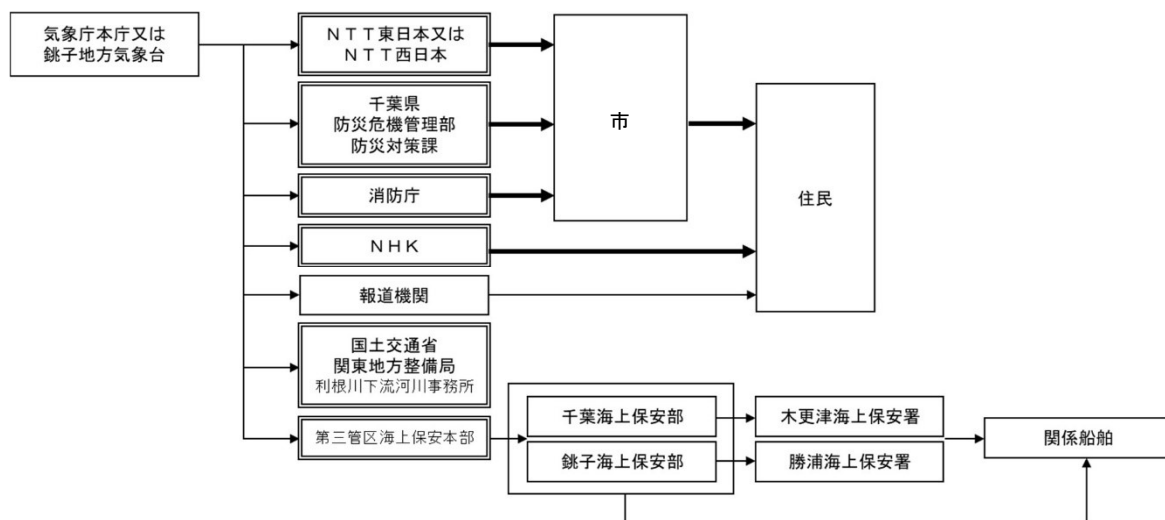 気象庁本庁又は
銚子地方気象台
ＮＴＴ東日本又は
ＮＴＴ西日本
千葉県
防災危機管理部
防災対策課
消防庁
ＮＨＫ
報道機関
国土交通省
関東地方整備局
利根川下流河川事務所
第三管区海上保安本部
市
住民
千葉海上保安部
銚子海上保安部
木更津海上保安署
勝浦海上保安署
関係船舶